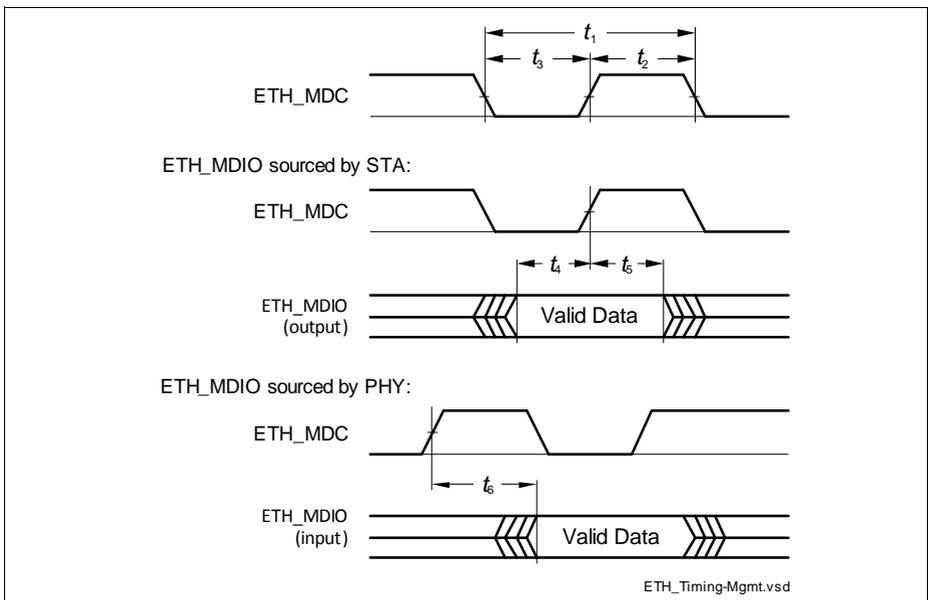 t₁
t₃ t₂
ETH_MDC
ETH_MDIO sourced by STA:
ETH_MDC
t₄ t₅
ETH_MDIO
(output)
Valid Data
ETH_MDIO sourced by PHY:
ETH_MDC
t₆
ETH_MDIO
(input)
Valid Data
ETH_Timing-Mgmt.vsd